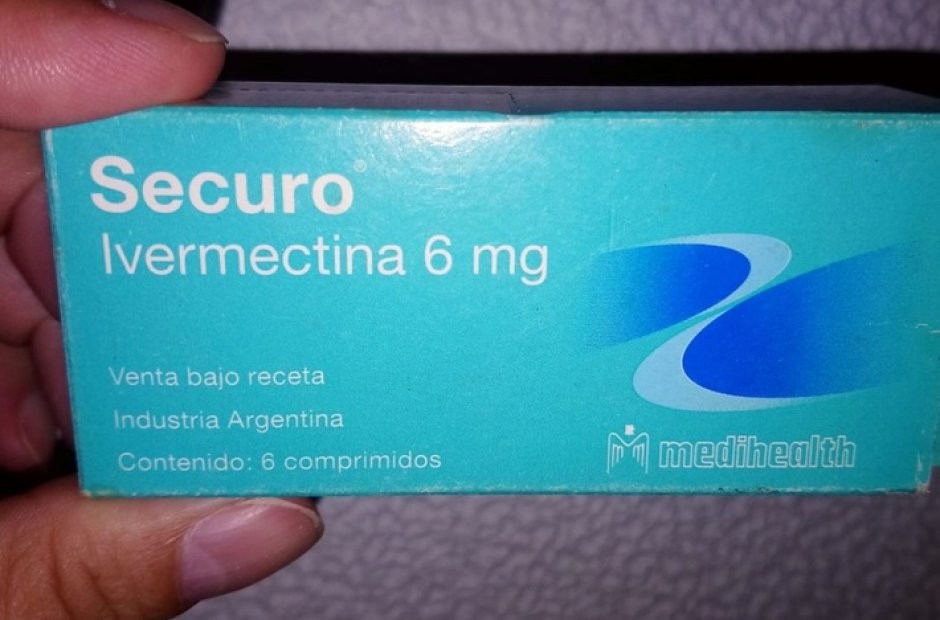 Securo®
Ivermectina 6 mg
Venta bajo receta
Industria Argentina
Contenido: 6 comprimidos
medihealth